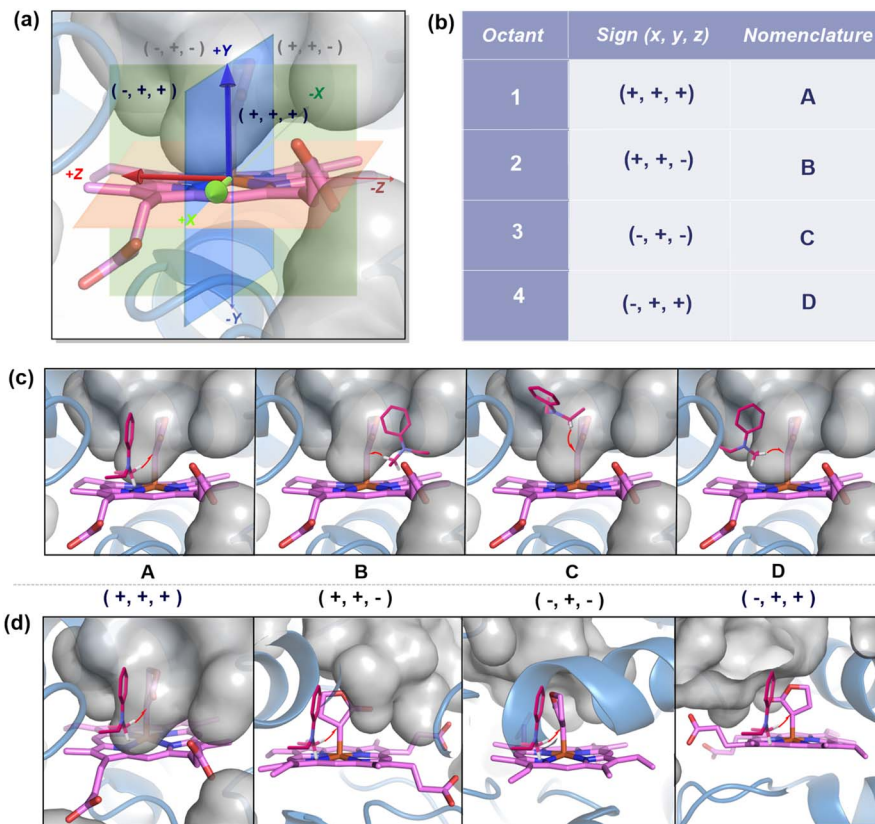 (a)
(-, +, -) +Y (+, +, -)
(-, +, +) -X
(+, +, +)
+Z -Z
+X
-Y
(b)
Octant Sign (x, y, z) Nomenclature
1 (+, +, +) A
2 (+, +, -) B
3 (-, +, -) C
4 (-, +, +) D
(c)
A B C D
(+, +, +) (+, +, -) (-, +, -) (-, +, +)
(d)